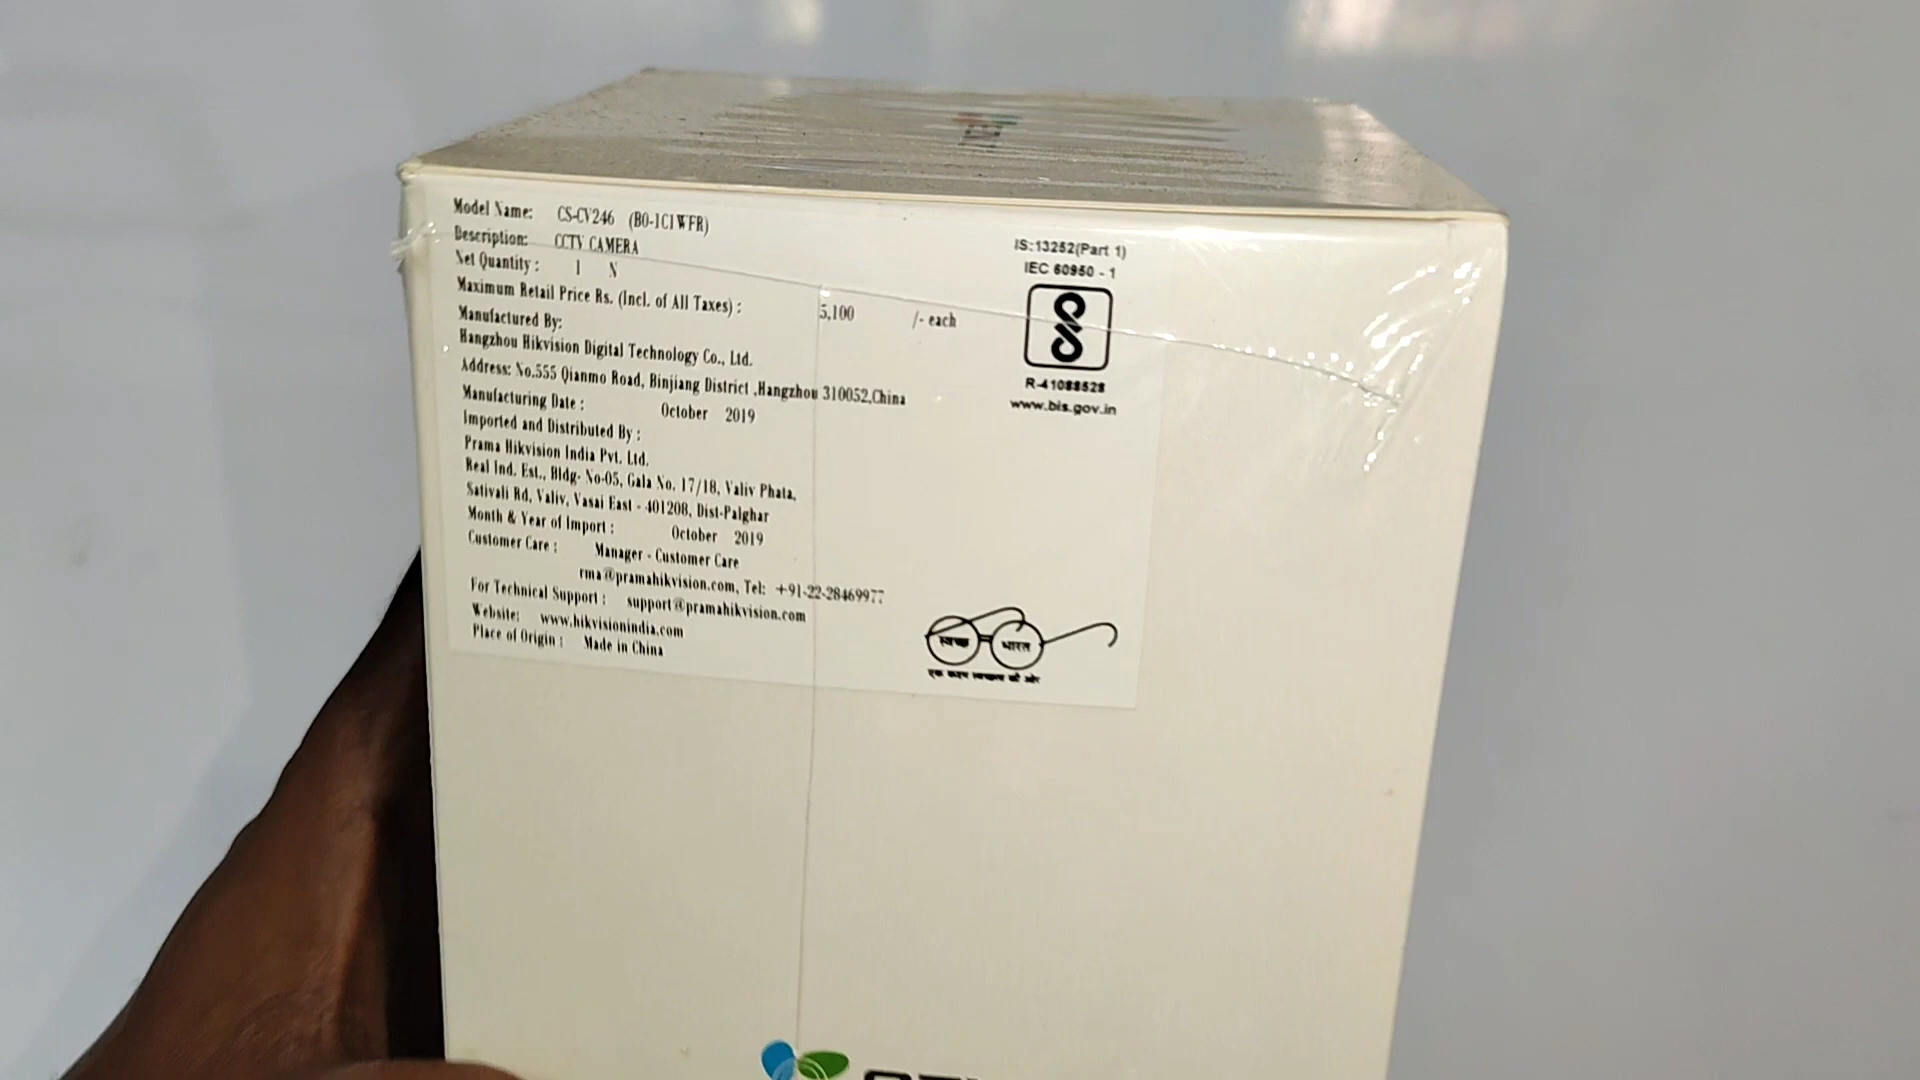 Model Name: CS-CV246 (B0-1C1WFR)
Description: CCTV CAMERA
Net Quantity : 1 N
Maximum Retail Price Rs. (Incl. of All Taxes) : 5,100 /- each
Manufactured By:
Hangzhou Hikvision Digital Technology Co., Ltd.
Address: No.555 Qianmo Road, Binjiang District ,Hangzhou 310052,China
Manufacturing Date : October 2019
Imported and Distributed By :
Prama Hikvision India Pvt. Ltd.
Real Ind. Est., Bldg- No-05, Gala No. 17/18, Valiv Phata,
Sativali Rd, Valiv, Vasai East - 401208, Dist-Palghar
Month & Year of Import : October 2019
Customer Care : Manager - Customer Care
rma@pramahikvision.com, Tel: +91-22-28469977
For Technical Support : support@pramahikvision.com
Website: www.hikvisionindia.com
Place of Origin : Made in China
IS:13252(Part 1)
IEC 60950 - 1
R-41088528
www.bis.gov.in
स्वच्छ भारत
एक कदम स्वच्छता की ओर